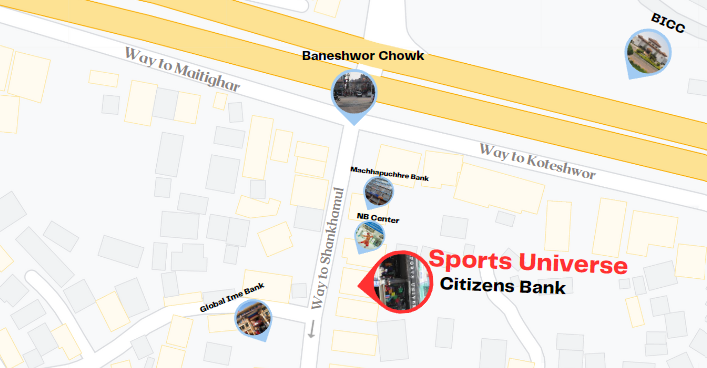 BICC
Baneshwor Chowk
Way to Maitighar
Way to Koteshwor
Machhapuchhre Bank
NB Center
Way to Shankhamul
Sports Universe
Citizens Bank
Global Ime Bank